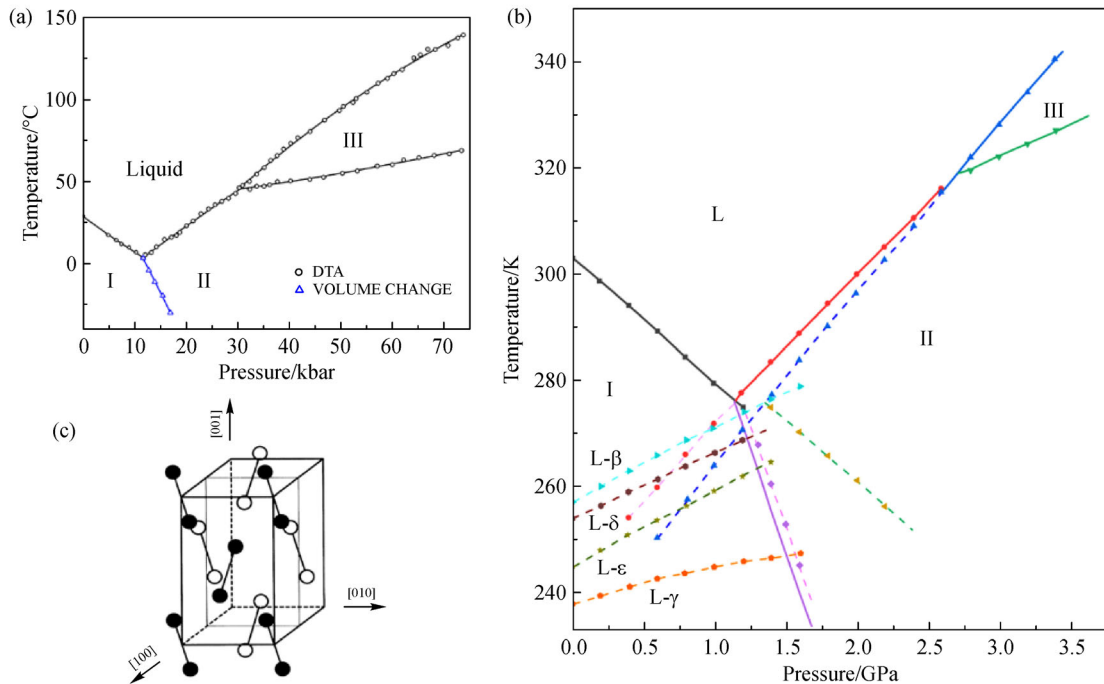 (a)
150
100
50
0
Temperature/°C
Liquid
III
I
II
DTA
VOLUME CHANGE
0 10 20 30 40 50 60 70
Pressure/kbar
(b)
340
320
300
280
260
240
Temperature/K
III
L
II
I
L-β
L-δ
L-ε
L-γ
0.0 0.5 1.0 1.5 2.0 2.5 3.0 3.5
Pressure/GPa
(c)
[001]
[010]
[100]